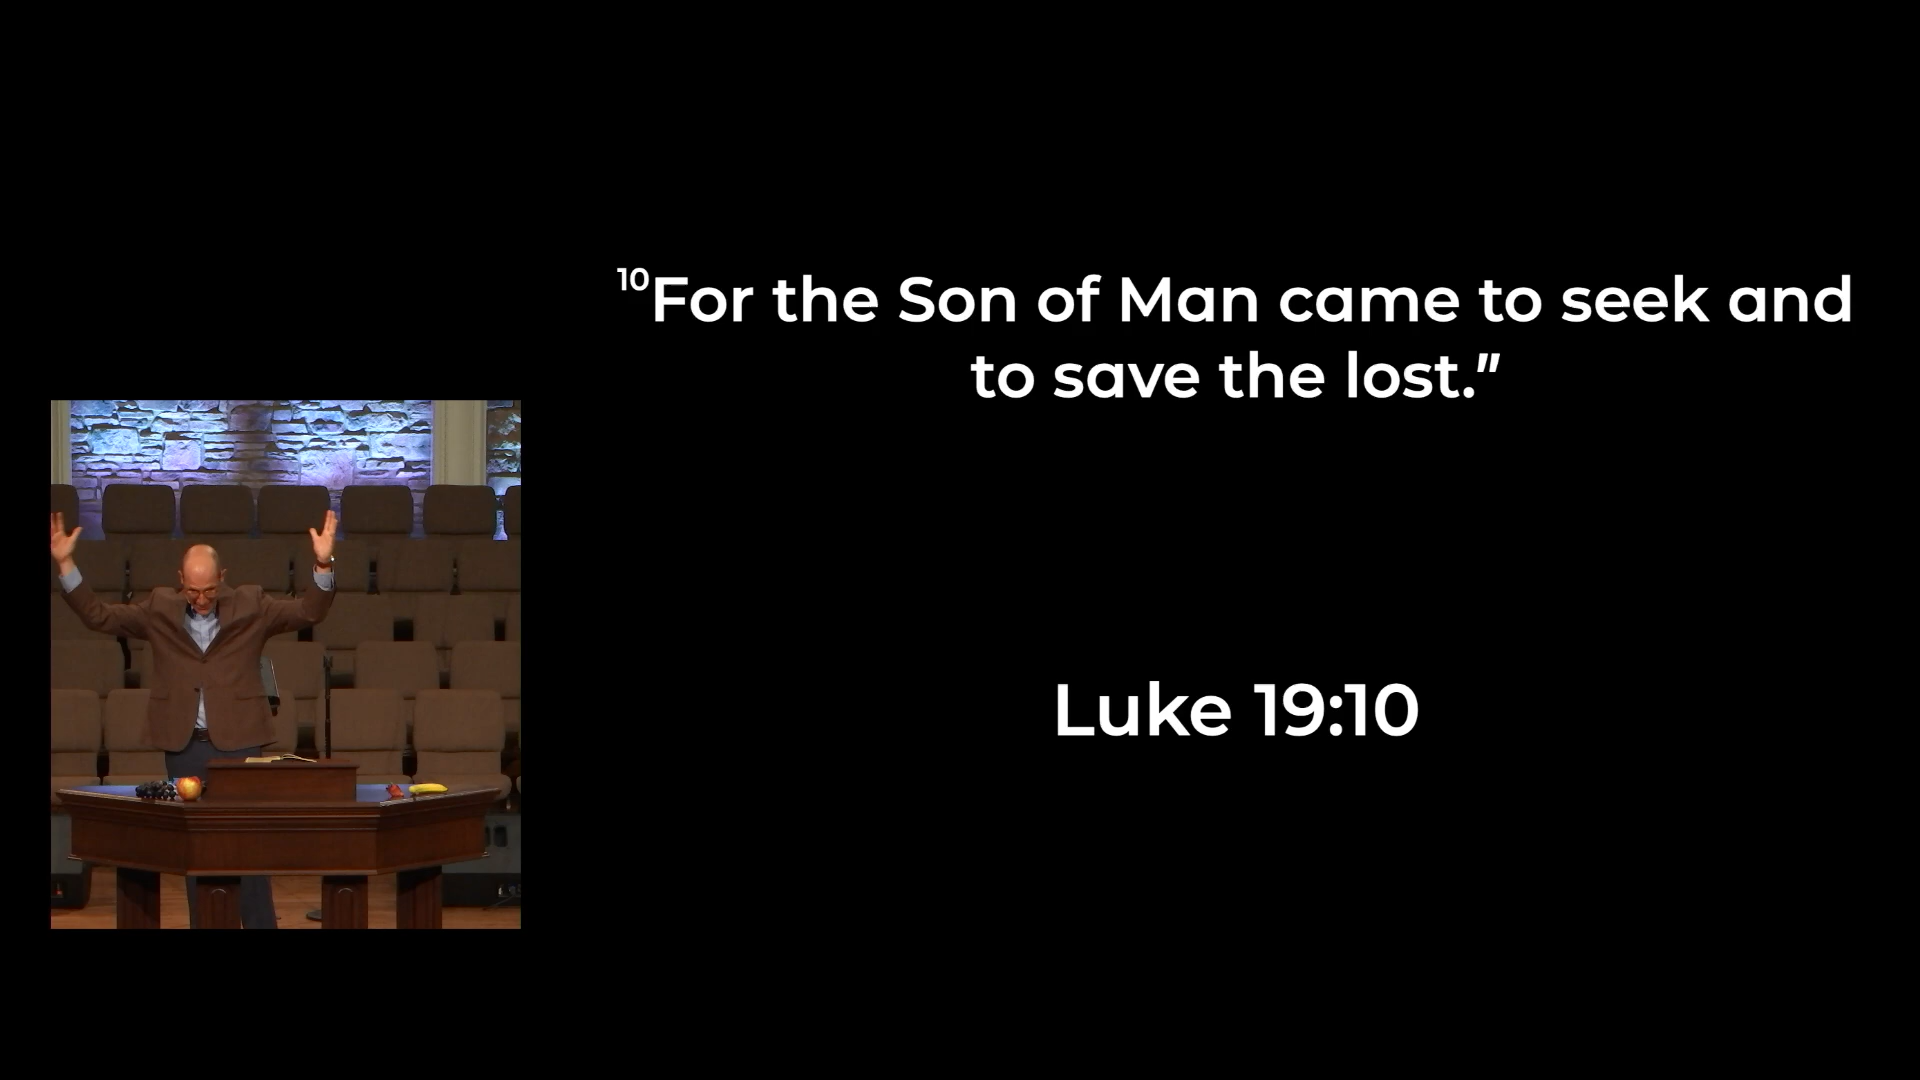 ¹⁰For the Son of Man came to seek and
to save the lost.”
Luke 19:10